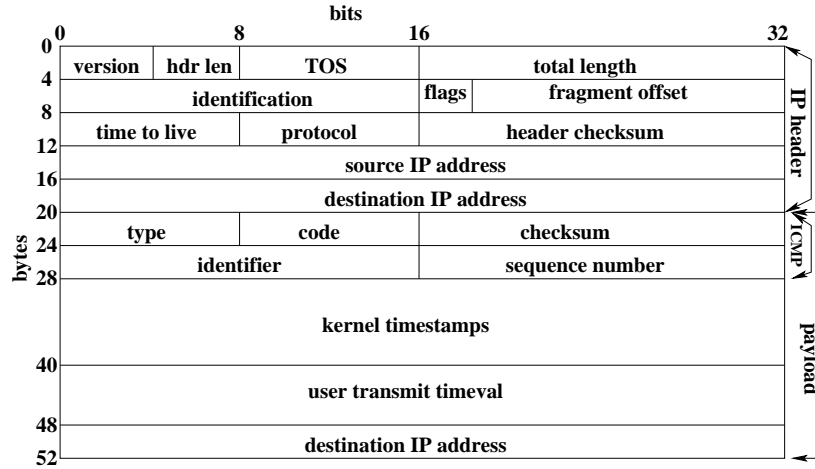 bits
0 8 16 32
0
version hdr len TOS total length
4
identification flags fragment offset
8
time to live protocol header checksum
12
source IP address
16
destination IP address
20
type code checksum
24
identifier sequence number
28
kernel timestamps
40
user transmit timeval
48
destination IP address
52
bytes
IP header
ICMP
payload